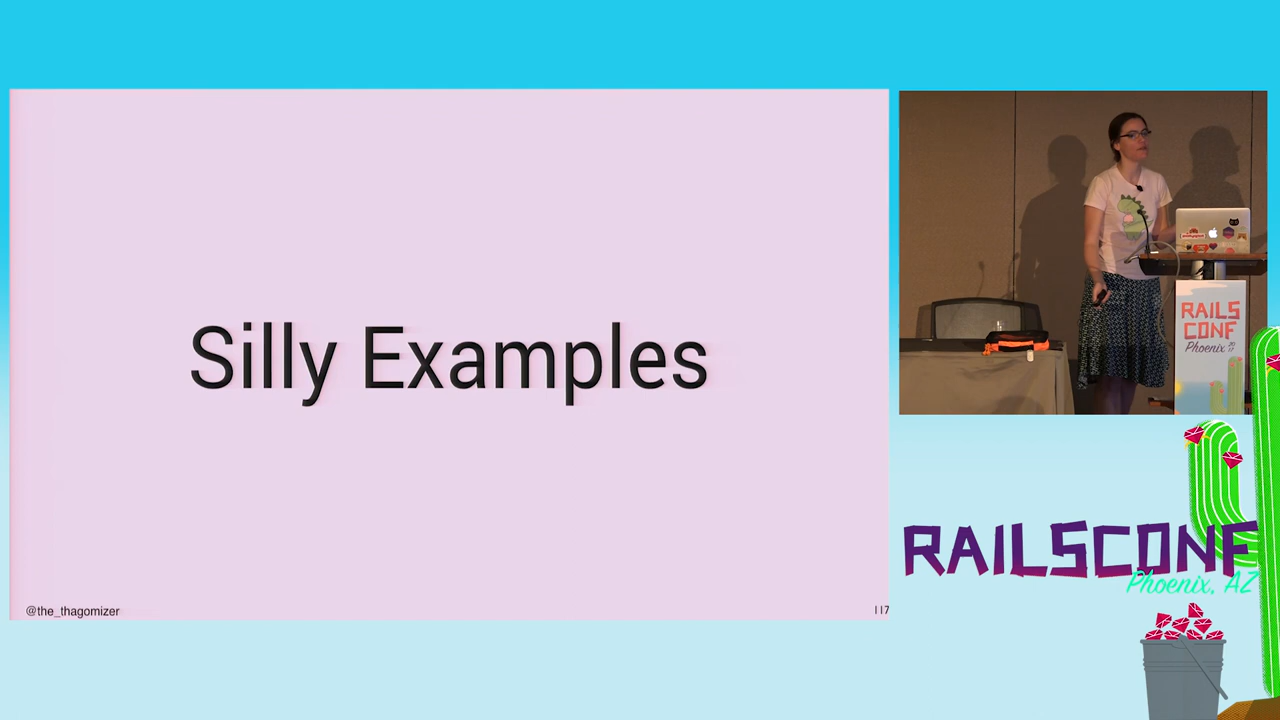 Silly Examples
@the_thagomizer
117
RAILS
CONF
Phoenix
RAILSCONF
Phoenix, AZ